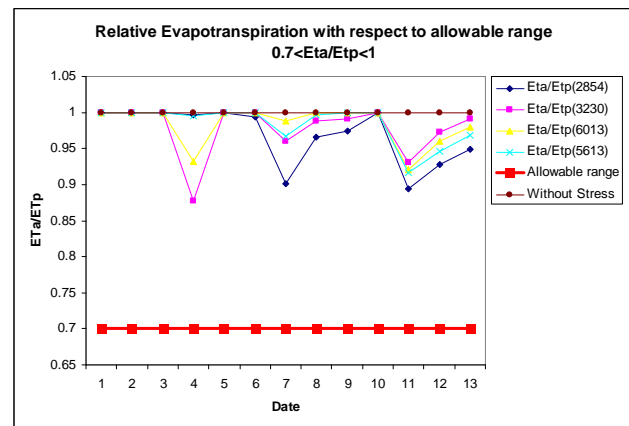 Relative Evapotranspiration with respect to allowable range
0.7<Eta/Etp<1
1.05
1
0.95
0.9
0.85
0.8
0.75
0.7
0.65
ETa/ETp
1 2 3 4 5 6 7 8 9 10 11 12 13
Date
Eta/Etp(2854)
Eta/Etp(3230)
Eta/Etp(6013)
Eta/Etp(5613)
Allowable range
Without Stress